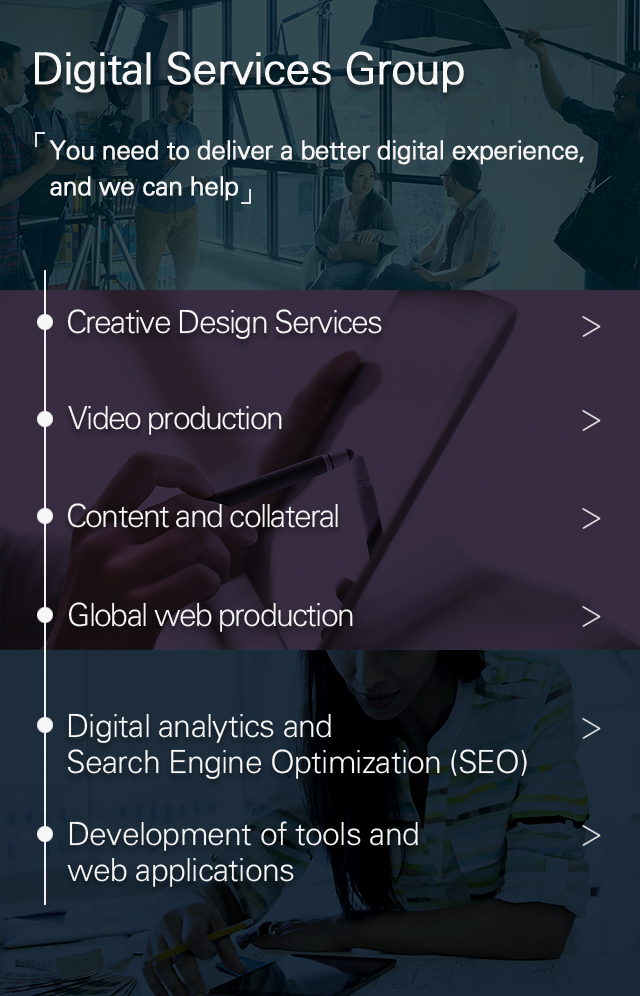 Digital Services Group
「You need to deliver a better digital experience,
and we can help」
Creative Design Services >
Video production >
Content and collateral >
Global web production >
Digital analytics and >
Search Engine Optimization (SEO)
Development of tools and >
web applications